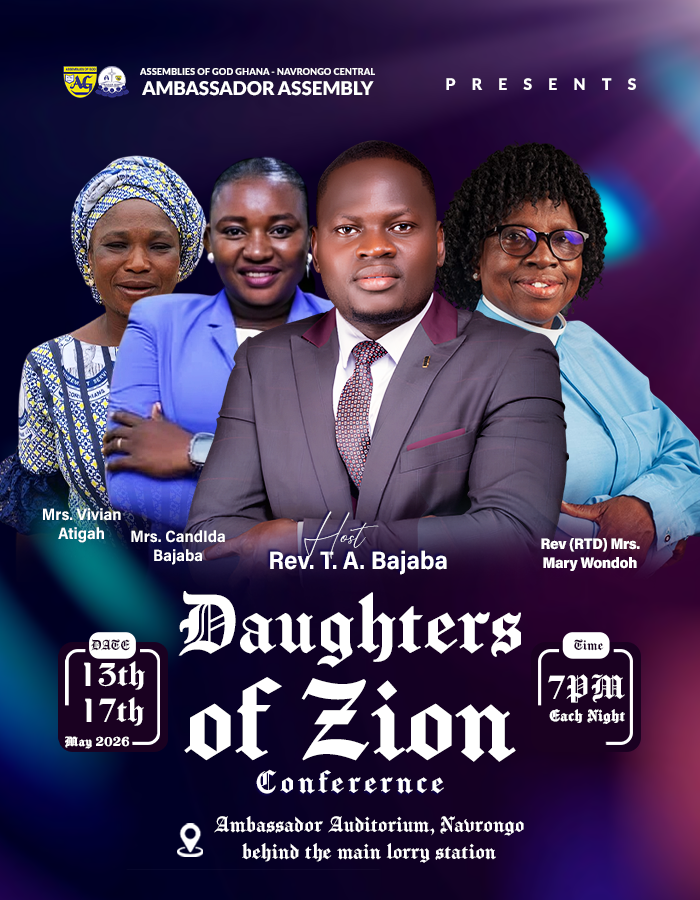 ASSEMBLIES OF GOD GHANA - NAVRONGO CENTRAL
AMBASSADOR ASSEMBLY
PRESENTS
Mrs. Vivian
Atigah
Mrs. CandIda
Bajaba
Host
Rev. T. A. Bajaba
Rev (RTD) Mrs.
Mary Wondoh
Daughters
of Zion
Conferernce
DATE
13th
17th
May 2026
Time
7PM
Each Night
Ambassador Auditorium, Navrongo
behind the main lorry station